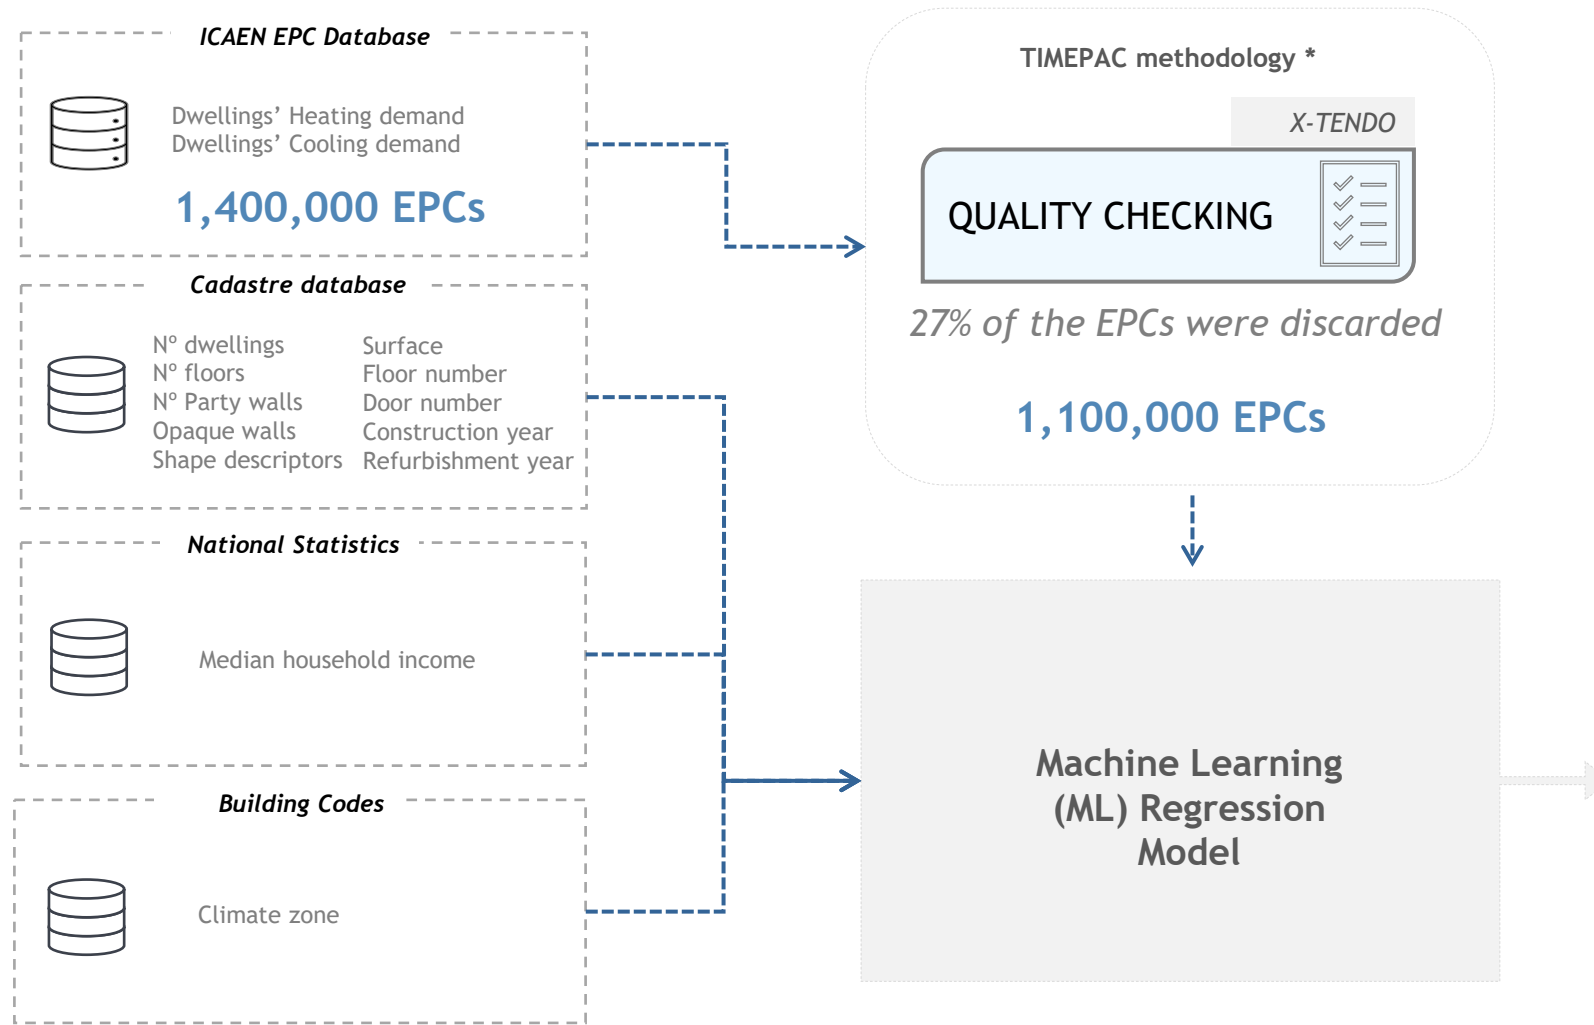 ICAEN EPC Database
Dwellings’ Heating demand
Dwellings’ Cooling demand
1,400,000 EPCs
Cadastre database
Nº dwellings
Nº floors
Nº Party walls
Opaque walls
Shape descriptors
Surface
Floor number
Door number
Construction year
Refurbishment year
National Statistics
Median household income
Building Codes
Climate zone
TIMEPAC methodology *
X-TENDO
QUALITY CHECKING
27% of the EPCs were discarded
1,100,000 EPCs
Machine Learning
(ML) Regression
Model